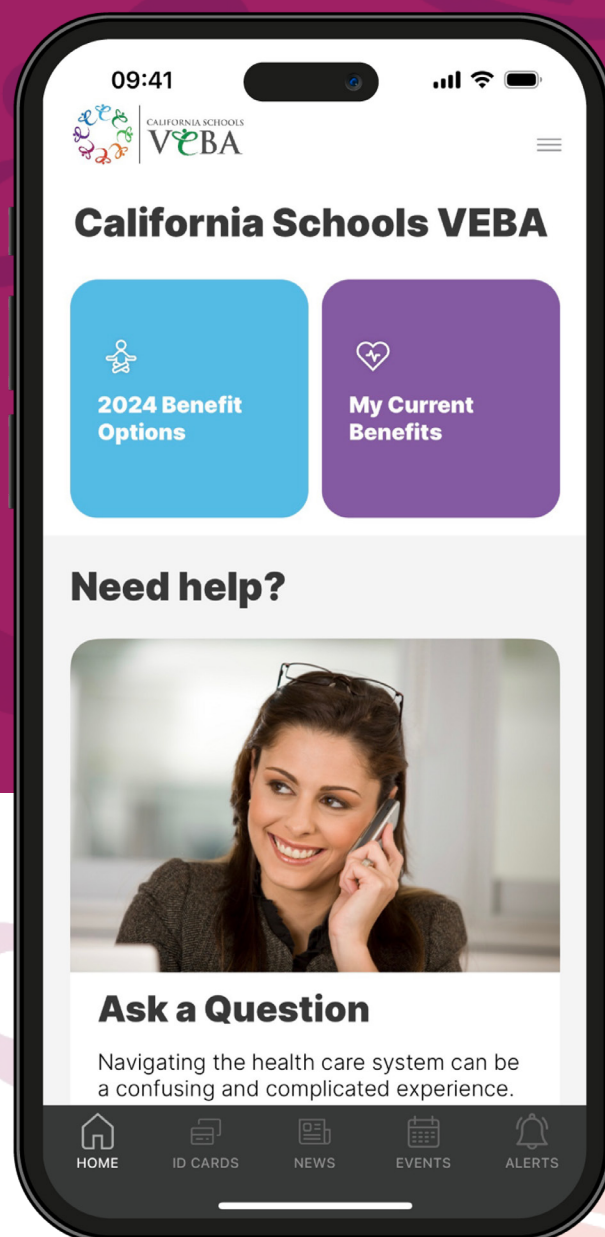 09:41
CALIFORNIA SCHOOLS
VEBA
California Schools VEBA
2024 Benefit
Options
My Current
Benefits
Need help?
Ask a Question
Navigating the health care system can be
a confusing and complicated experience.
HOME
ID CARDS
NEWS
EVENTS
ALERTS